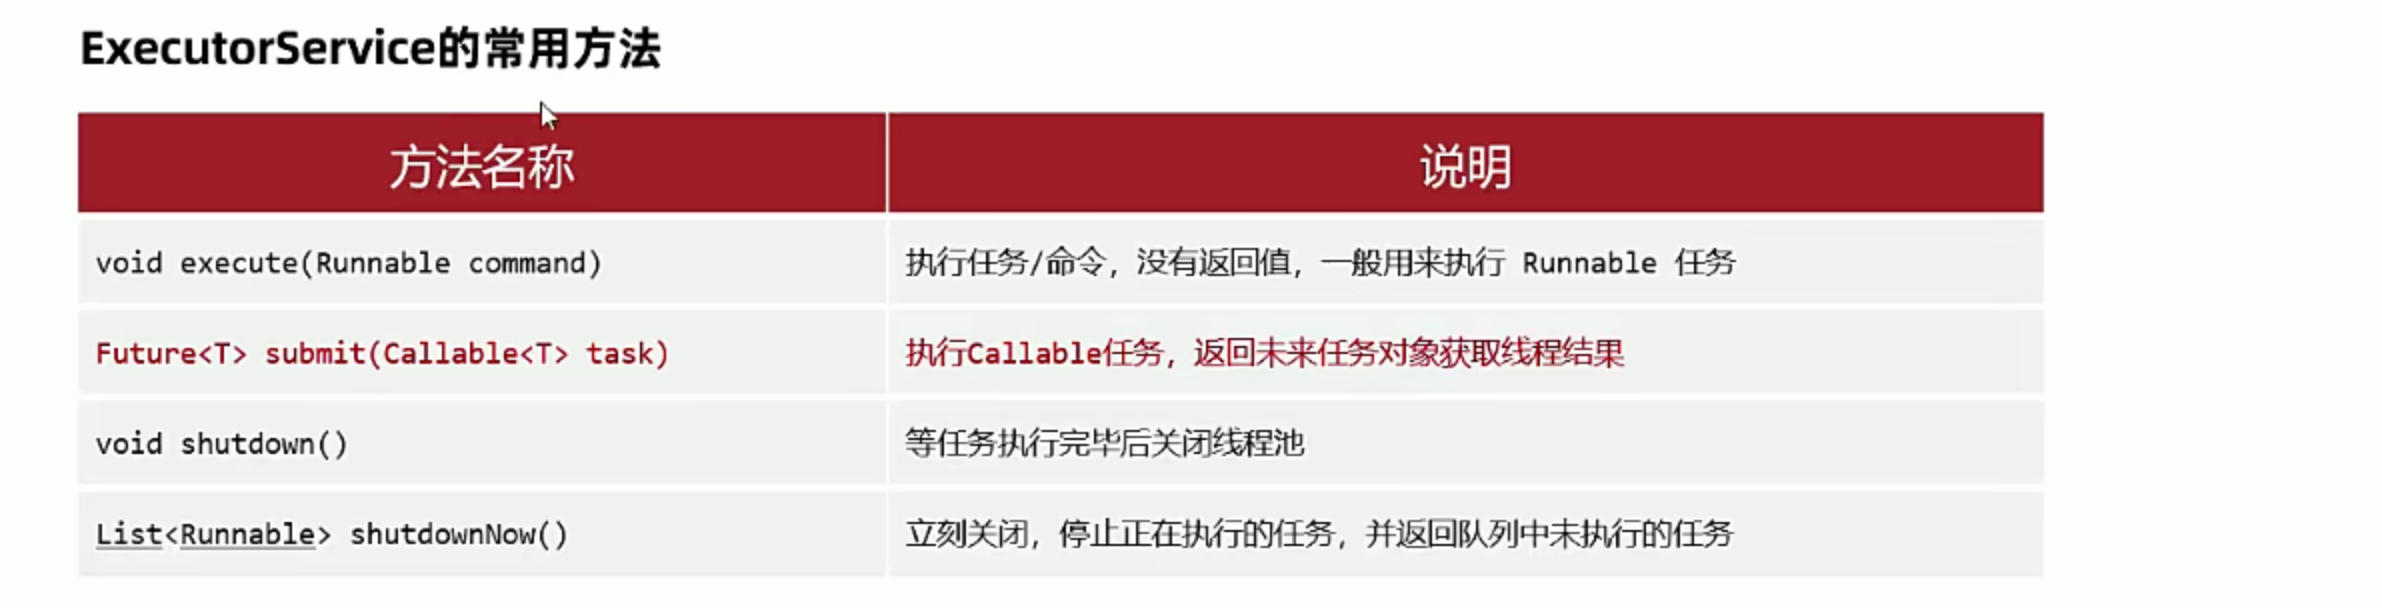 ExecutorService的常用方法
方法名称 说明
void execute(Runnable command) 执行任务/命令，没有返回值，一般用来执行 Runnable 任务
Future<T> submit(Callable<T> task) 执行Callable任务，返回未来任务对象获取线程结果
void shutdown() 等任务执行完毕后关闭线程池
List<Runnable> shutdownNow() 立刻关闭，停止正在执行的任务，并返回队列中未执行的任务